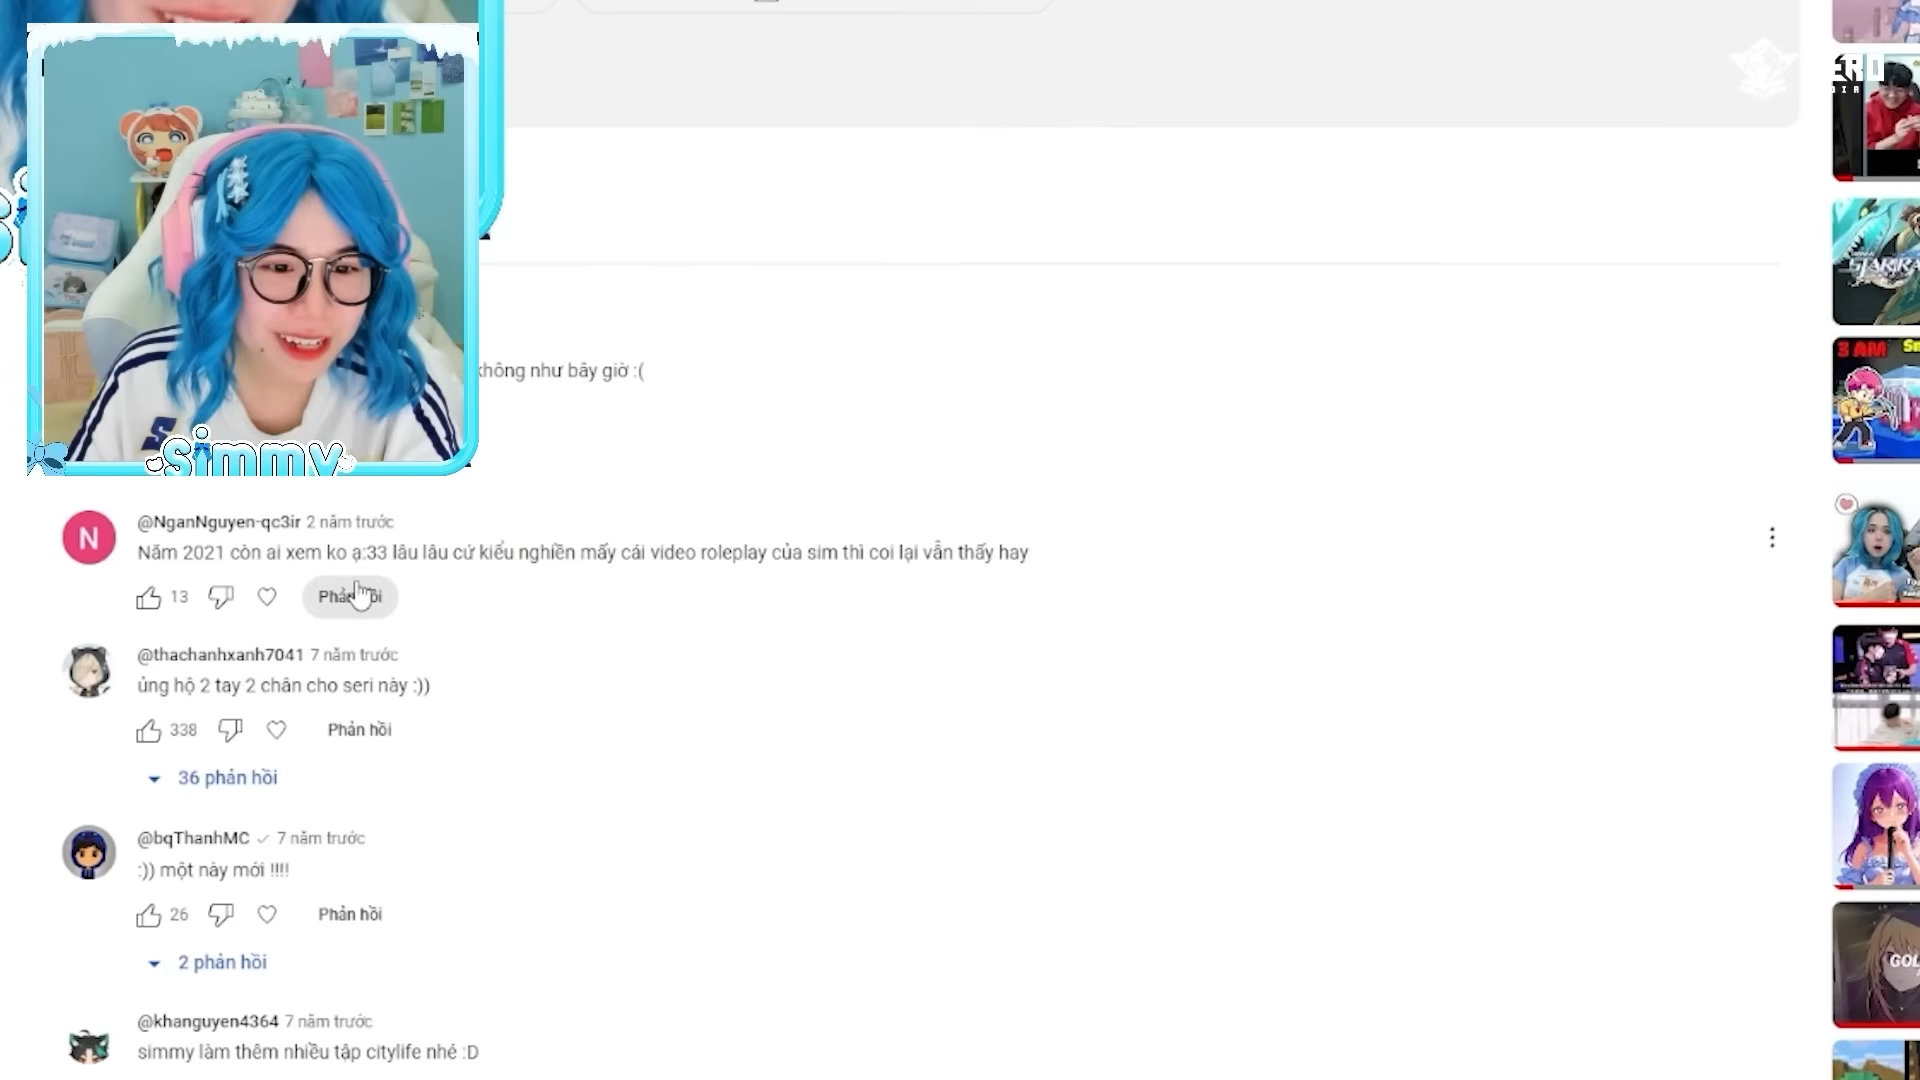 simmy
không như bây giờ :(
@NganNguyen-qc3ir 2 năm trước
Năm 2021 còn ai xem ko ạ:33 lâu lâu cứ kiểu nghiền mấy cái video roleplay của sim thì coi lại vẫn thấy hay
13
@thachanhxanh7041 7 năm trước
ủng hộ 2 tay 2 chân cho seri này :))
338 Phản hồi
36 phản hồi
@bqThanhMC 7 năm trước
:)) một này mới !!!!
26 Phản hồi
2 phản hồi
@khanguyen4364 7 năm trước
simmy làm thêm nhiều tập citylife nhé :D
3 AM
GOL